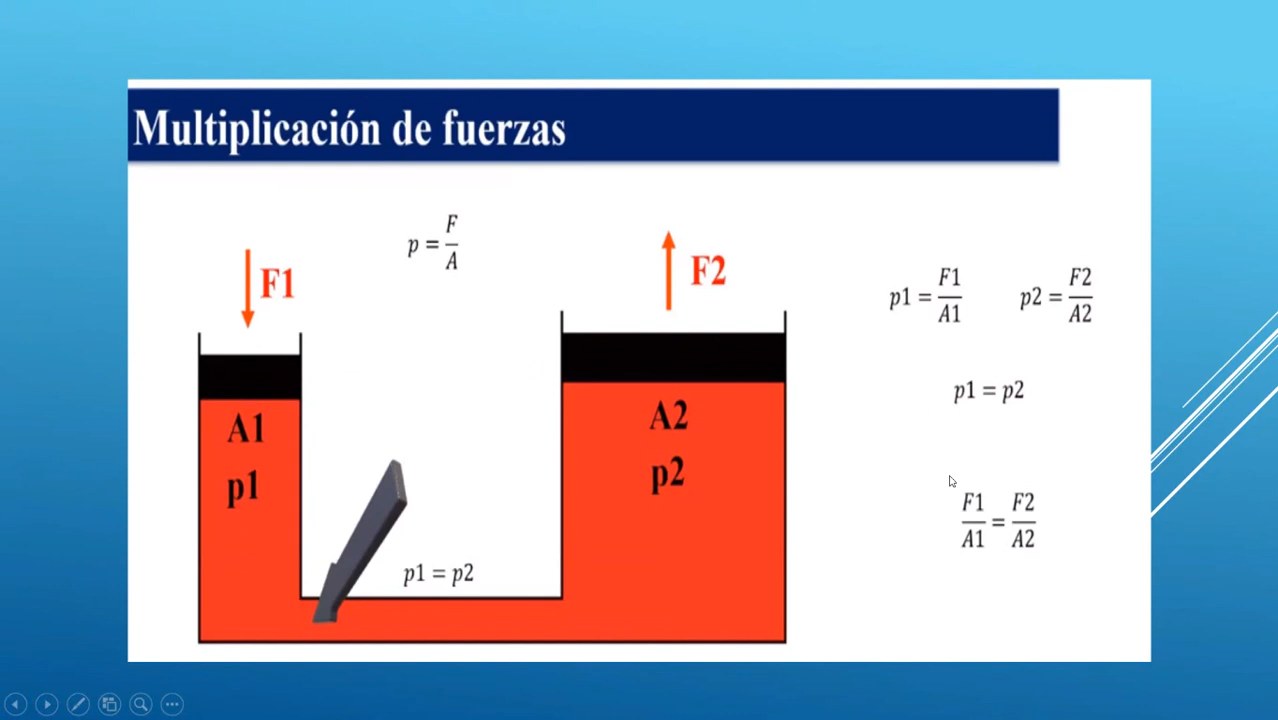 Multiplicación de fuerzas
p = F/A
F1
F2
p1 = F1/A1
p2 = F2/A2
A1
p1
A2
p2
p1 = p2
F1/A1 = F2/A2
p1 = p2